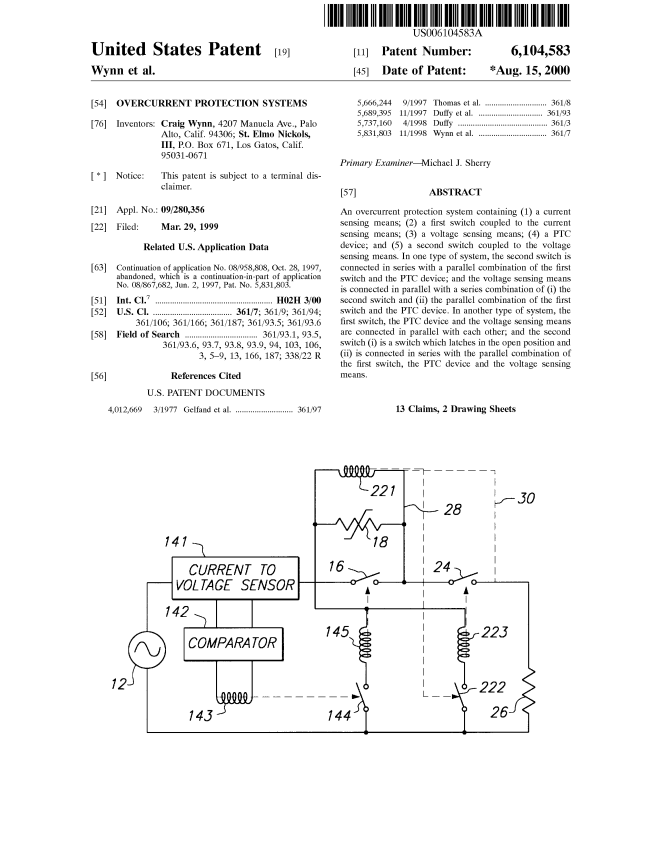 US006104583A
United States Patent [19]
Wynn et al.
[11] Patent Number: 6,104,583
[45] Date of Patent: *Aug. 15, 2000
[54] OVERCURRENT PROTECTION SYSTEMS
[76] Inventors: Craig Wynn, 4207 Manuela Ave., Palo
Alto, Calif. 94306; St. Elmo Nickols,
III, P.O. Box 671, Los Gatos, Calif.
95031-0671
[ * ] Notice: This patent is subject to a terminal dis-
claimer.
[21] Appl. No.: 09/280,356
[22] Filed: Mar. 29, 1999
Related U.S. Application Data
[63] Continuation of application No. 08/958,808, Oct. 28, 1997,
abandoned, which is a continuation-in-part of application
No. 08/867,682, Jun. 2, 1997, Pat. No. 5,831,803.
[51] Int. Cl.7 ........................................... H02H 3/00
[52] U.S. Cl. ............................ 361/7; 361/9; 361/94;
361/106; 361/166; 361/187; 361/93.5; 361/93.6
[58] Field of Search .......................... 361/93.1, 93.5,
361/93.6, 93.7, 93.8, 93.9, 94, 103, 106,
3, 5–9, 13, 166, 187; 338/22 R
[56] References Cited
U.S. PATENT DOCUMENTS
4,012,669 3/1977 Gelfand et al. .......................... 361/97
5,666,244 9/1997 Thomas et al. ............................ 361/8
5,689,395 11/1997 Duffy et al. ............................. 361/93
5,737,160 4/1998 Duffy ........................................ 361/3
5,831,803 11/1998 Wynn et al. ............................... 361/7
Primary Examiner—Michael J. Sherry
[57] ABSTRACT
An overcurrent protection system containing (1) a current
sensing means; (2) a first switch coupled to the current
sensing means; (3) a voltage sensing means; (4) a PTC
device; and (5) a second switch coupled to the voltage
sensing means. In one type of system, the second switch is
connected in series with a parallel combination of the first
switch and the PTC device; and the voltage sensing means
is connected in parallel with a series combination of (i) the
second switch and (ii) the parallel combination of the first
switch and the PTC device. In another type of system, the
first switch, the PTC device and the voltage sensing means
are connected in parallel with each other; and the second
switch (i) is a switch which latches in the open position and
(ii) is connected in series with the parallel combination of
the first switch, the PTC device and the voltage sensing
means.
13 Claims, 2 Drawing Sheets
221
30
28
18
141
16
24
CURRENT TO
VOLTAGE SENSOR
142
COMPARATOR
145
223
12
143
144
222
26